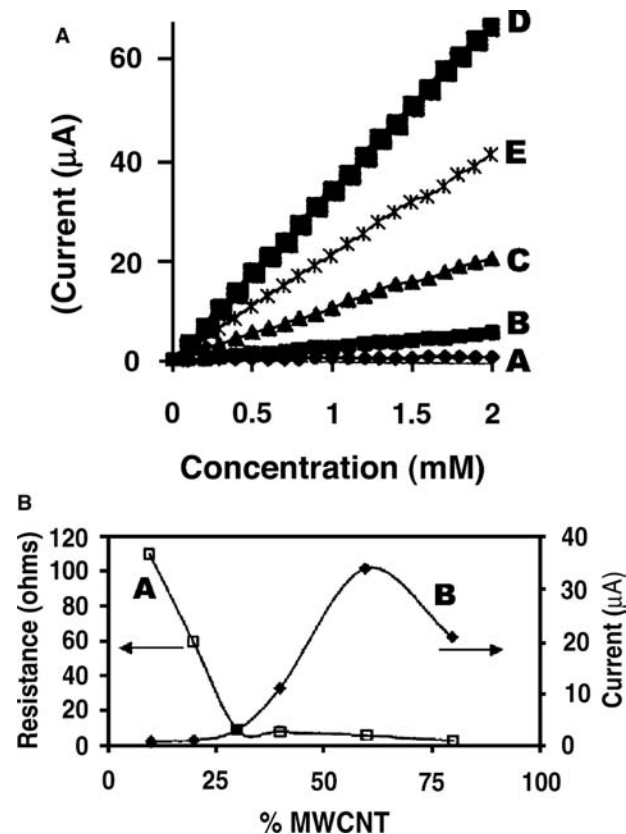 A
(Current (μA)
60
40
20
0
D
E
C
B
A
0 0.5 1 1.5 2
Concentration (mM)
B
Resistance (ohms)
120
100
80
60
40
20
0
A
B
40
30
20
10
0
Current (μA)
0 25 50 75 100
% MWCNT